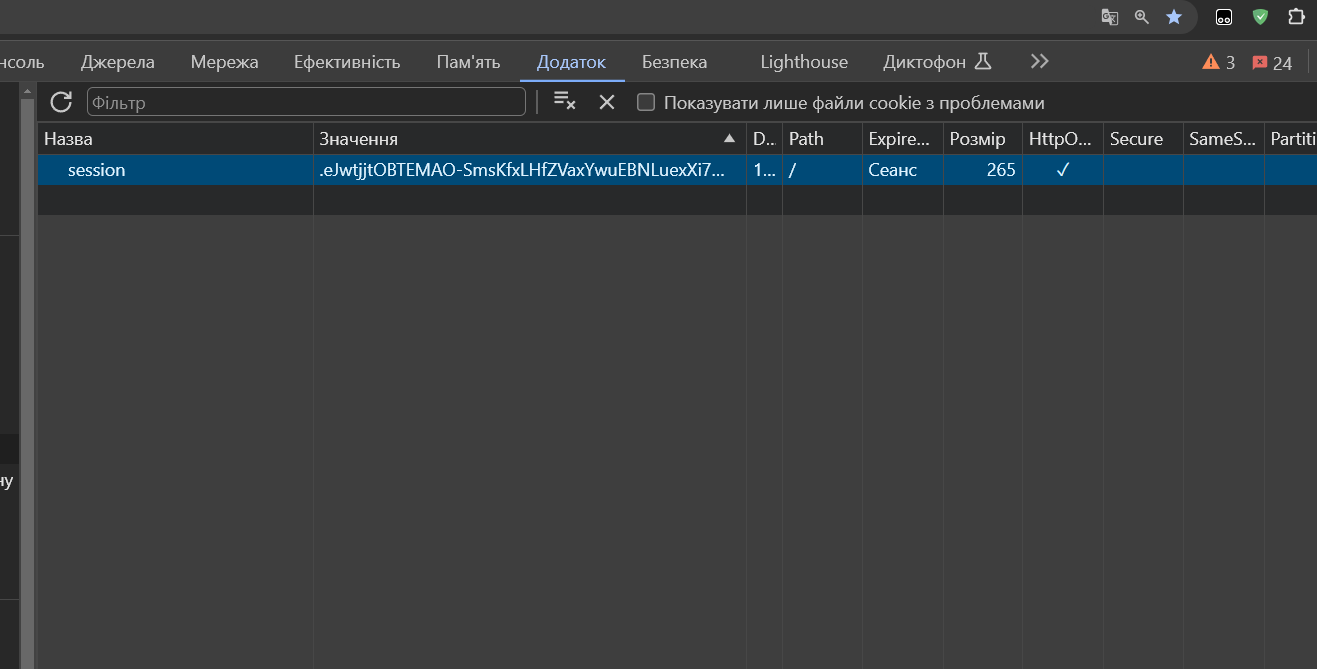 нсоль Джерела Мережа Ефективність Пам'ять Додаток Безпека Lighthouse Диктофон 3 24
Фільтр Показувати лише файли cookie з проблемами
Назва Значення D... Path Expire... Розмір HttpO... Secure SameS... Partiti
session .eJwtjjtOBTEMAO-SmsKfxLHfZVaxYwuEBNLuexXi7... 1... / Сеанс 265 ✓
ну